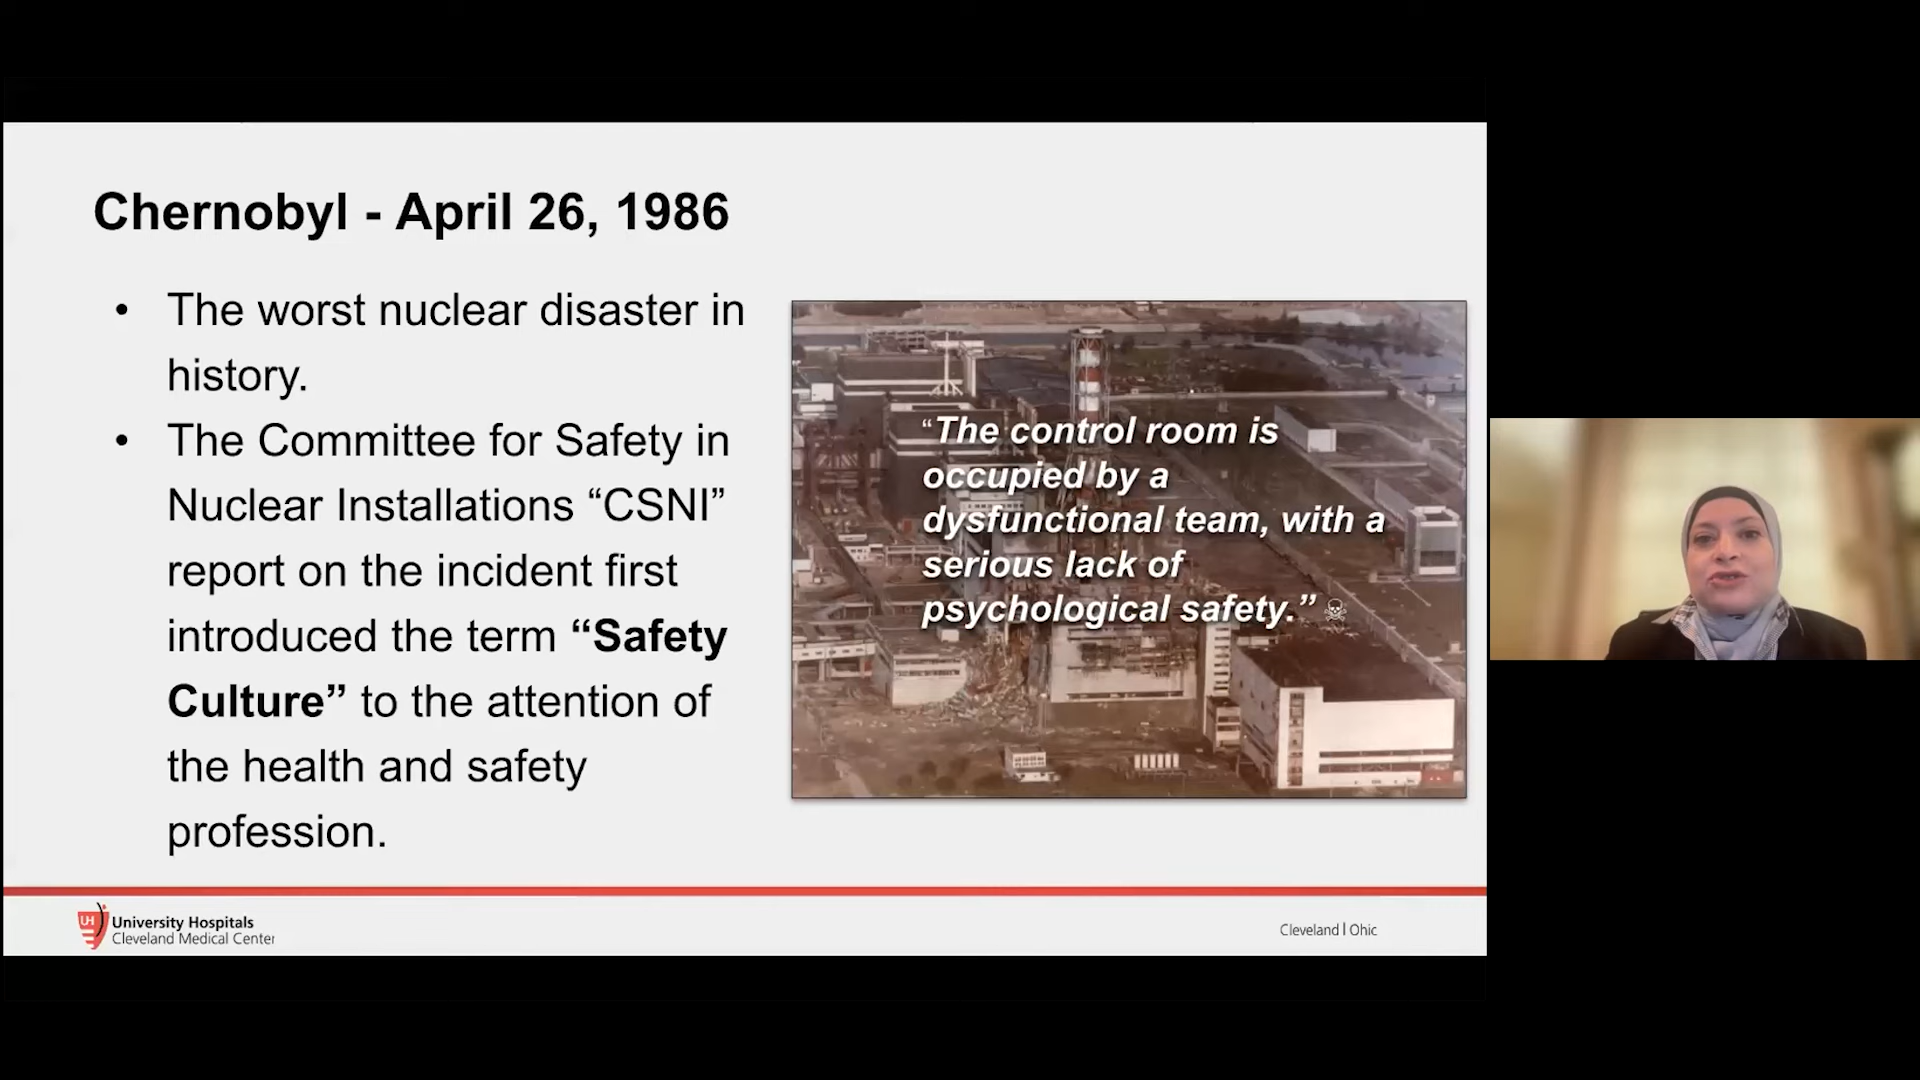 Chernobyl - April 26, 1986
• The worst nuclear disaster in
history.
• The Committee for Safety in
Nuclear Installations “CSNI”
report on the incident first
introduced the term “Safety
Culture” to the attention of
the health and safety
profession.
“The control room is
occupied by a
dysfunctional team, with a
serious lack of
psychological safety.”☠
UH
University Hospitals
Cleveland Medical Center
Cleveland | Ohio